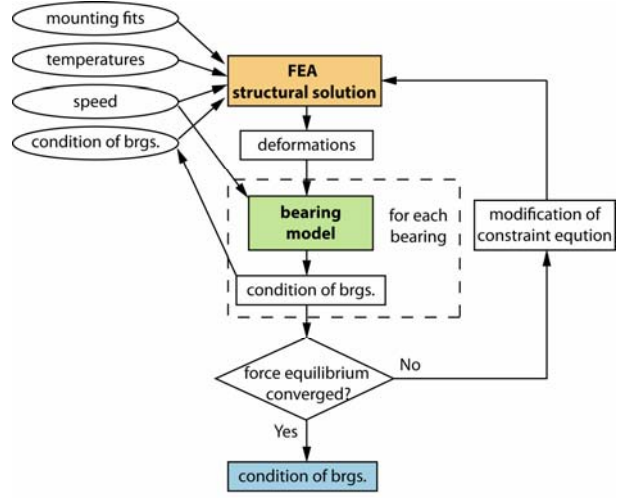 mounting fits
temperatures
speed
condition of brgs.
FEA
structural solution
deformations
bearing
model
for each
bearing
condition of brgs.
modification of
constraint eqution
force equilibrium
converged?
No
Yes
condition of brgs.